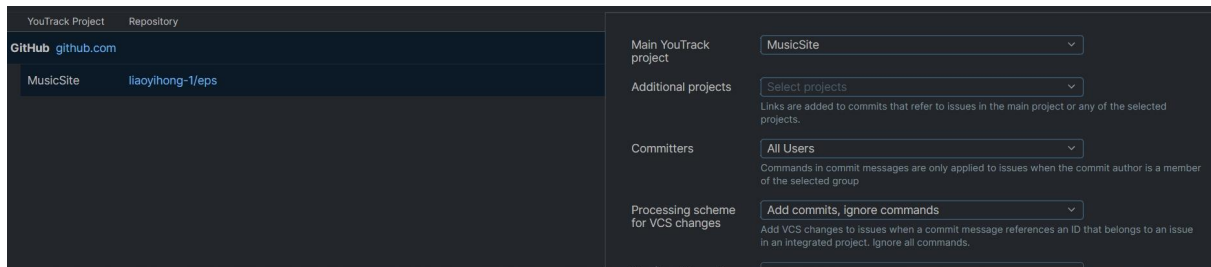 YouTrack Project Repository
GitHub github.com
MusicSite liaoyihong-1/eps
Main YouTrack project MusicSite
Additional projects Select projects
Links are added to commits that refer to issues in the main project or any of the selected
projects.
Committers All Users
Commands in commit messages are only applied to issues when the commit author is a member
of the selected group
Processing scheme for VCS changes Add commits, ignore commands
Add VCS changes to issues when a commit message references an ID that belongs to an issue
in an integrated project. Ignore all commands.